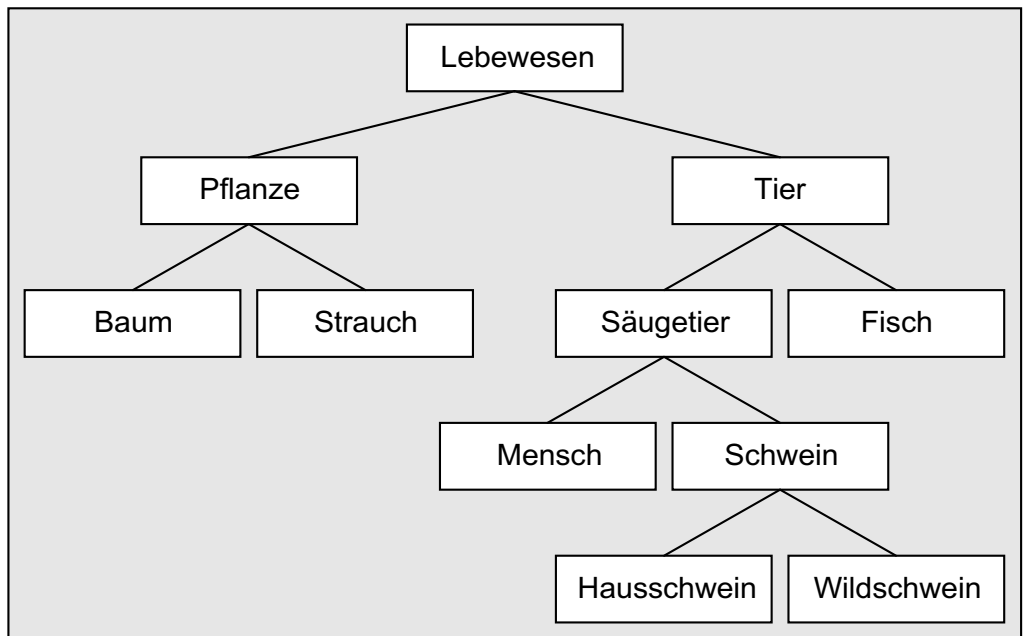 Lebewesen
Pflanze
Tier
Baum
Strauch
Säugetier
Fisch
Mensch
Schwein
Hausschwein
Wildschwein